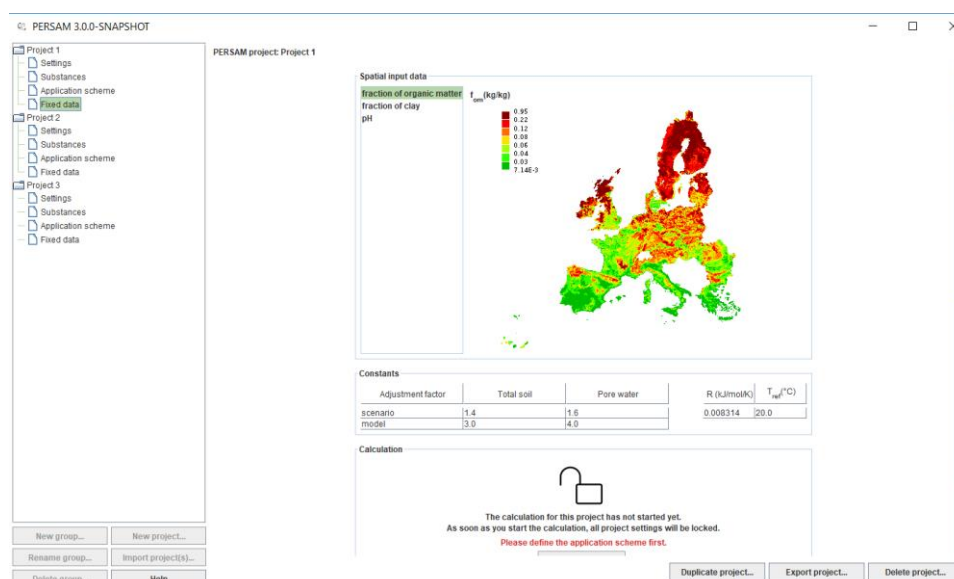 PERSAM 3.0.0-SNAPSHOT
Project 1
Settings
Substances
Application scheme
Fixed data
Project 2
Settings
Substances
Application scheme
Fixed data
Project 3
Settings
Substances
Application scheme
Fixed data
New group... New project...
Rename group... Import project(s)...
Delete group... Help
PERSAM project: Project 1
Spatial input data
fraction of organic matter
fraction of clay
pH
f_om(kg/kg)
0.95
0.22
0.12
0.08
0.06
0.04
0.03
7.14E-3
Constants
Adjustment factor Total soil Pore water R (kJ/mol/K) T_ref(°C)
scenario 1.4 1.6 0.008314 20.0
model 3.0 4.0
Calculation
The calculation for this project has not started yet.
As soon as you start the calculation, all project settings will be locked.
Please define the application scheme first.
Duplicate project... Export project... Delete project...